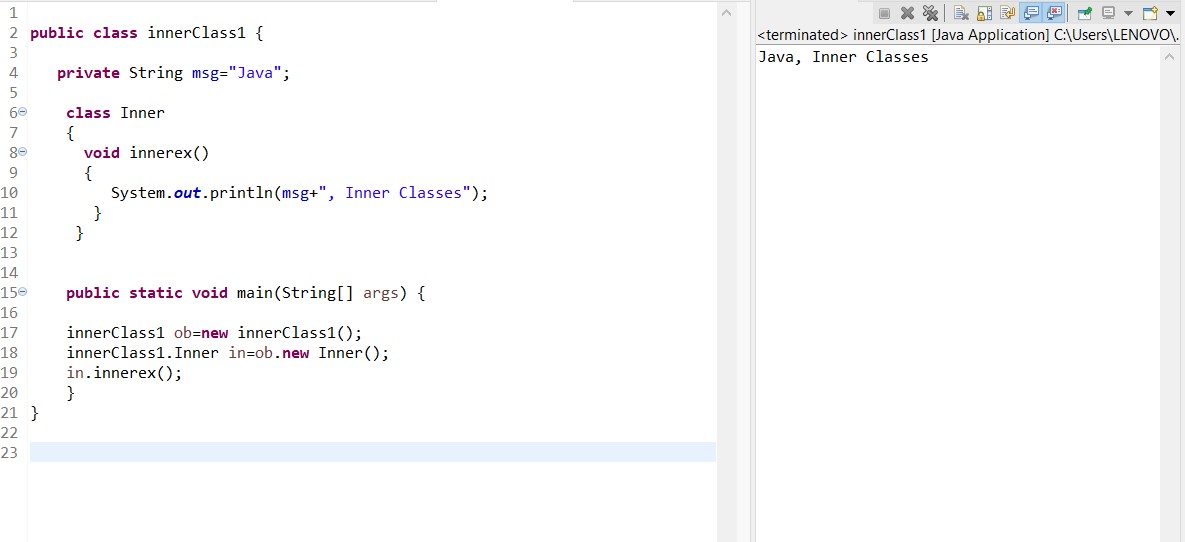 1
2 public class innerClass1 {
3
4 private String msg="Java";
5
6 class Inner
7 {
8 void innerex()
9 {
10 System.out.println(msg+", Inner Classes");
11 }
12 }
13
14
15 public static void main(String[] args) {
16
17 innerClass1 ob=new innerClass1();
18 innerClass1.Inner in=ob.new Inner();
19 in.innerex();
20 }
21 }
22
23
<terminated> innerClass1 [Java Application] C:\Users\LENOVO\.
Java, Inner Classes